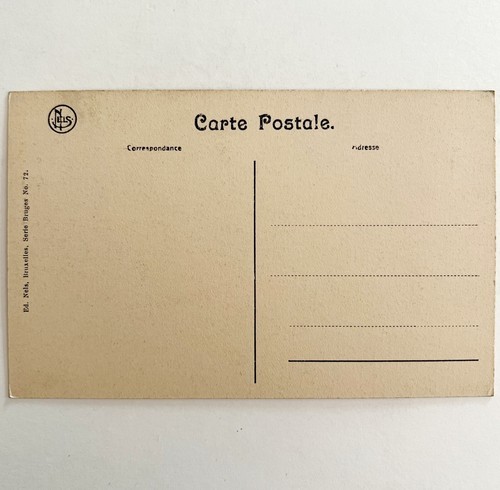 NELS
Carte Postale.
Correspondance
Adresse
Ed. Nels, Bruxelles, Serie Bruges No. 72.